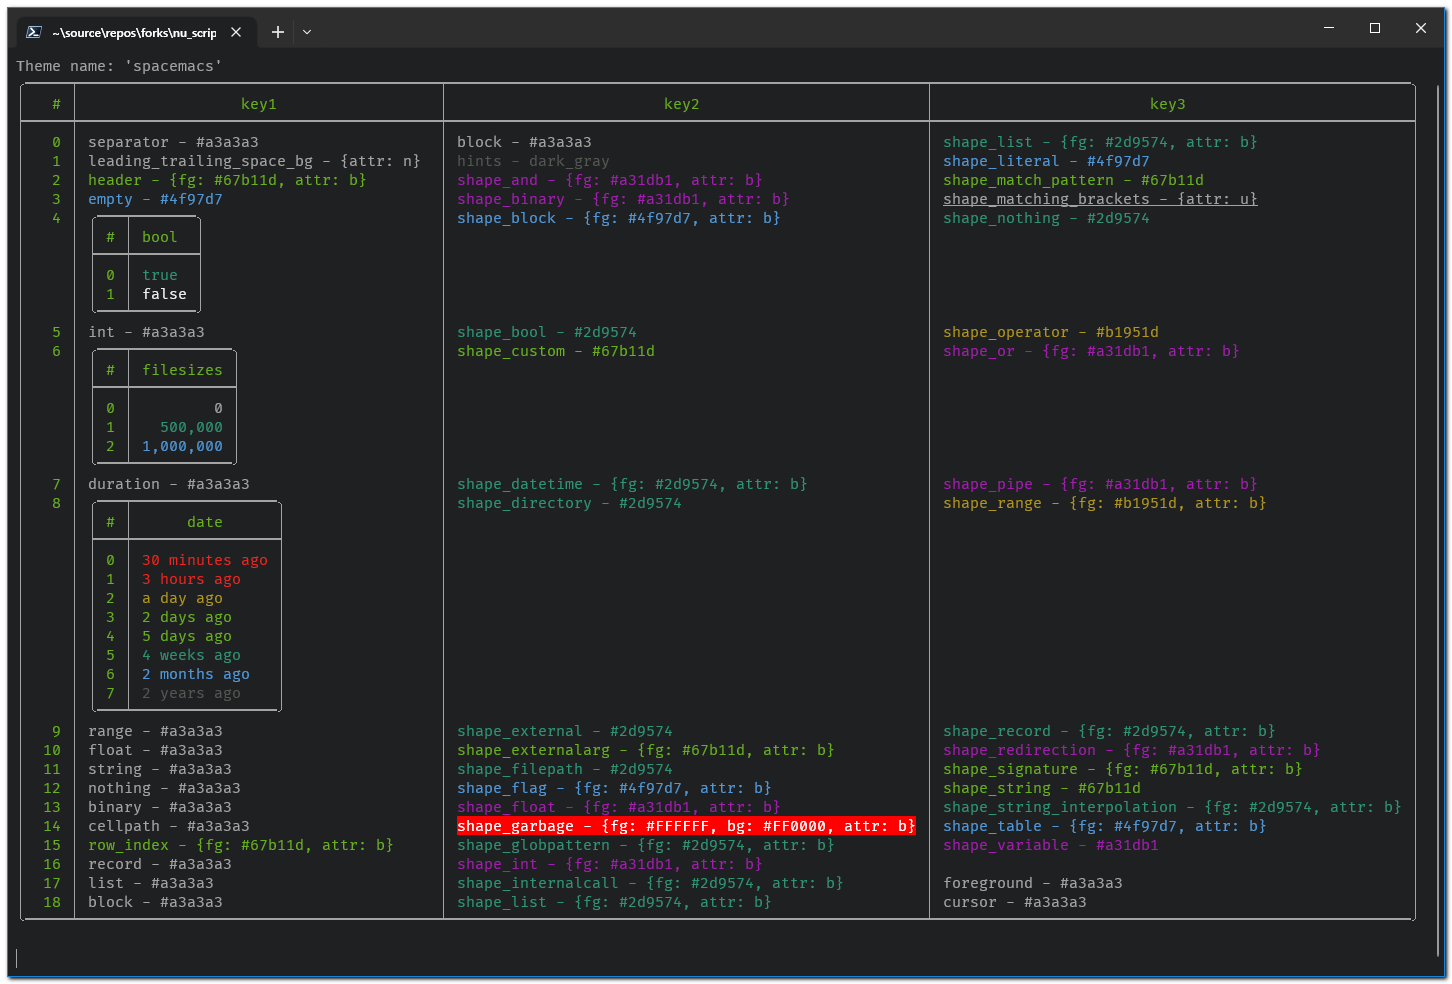 ~\source\repos\forks\nu_scrip
Theme name: 'spacemacs'
# key1 key2 key3
0 separator - #a3a3a3 block - #a3a3a3 shape_list - {fg: #2d9574, attr: b}
1 leading_trailing_space_bg - {attr: n} hints - dark_gray shape_literal - #4f97d7
2 header - {fg: #67b11d, attr: b} shape_and - {fg: #a31db1, attr: b} shape_match_pattern - #67b11d
3 empty - #4f97d7 shape_binary - {fg: #a31db1, attr: b} shape_matching_brackets - {attr: u}
4 shape_block - {fg: #4f97d7, attr: b} shape_nothing - #2d9574
# bool
0 true
1 false
5 int - #a3a3a3 shape_bool - #2d9574 shape_operator - #b1951d
6 shape_custom - #67b11d shape_or - {fg: #a31db1, attr: b}
# filesizes
0 0
1 500,000
2 1,000,000
7 duration - #a3a3a3 shape_datetime - {fg: #2d9574, attr: b} shape_pipe - {fg: #a31db1, attr: b}
8 shape_directory - #2d9574 shape_range - {fg: #b1951d, attr: b}
# date
0 30 minutes ago
1 3 hours ago
2 a day ago
3 2 days ago
4 5 days ago
5 4 weeks ago
6 2 months ago
7 2 years ago
9 range - #a3a3a3 shape_external - #2d9574 shape_record - {fg: #2d9574, attr: b}
10 float - #a3a3a3 shape_externalarg - {fg: #67b11d, attr: b} shape_redirection - {fg: #a31db1, attr: b}
11 string - #a3a3a3 shape_filepath - #2d9574 shape_signature - {fg: #67b11d, attr: b}
12 nothing - #a3a3a3 shape_flag - {fg: #4f97d7, attr: b} shape_string - #67b11d
13 binary - #a3a3a3 shape_float - {fg: #a31db1, attr: b} shape_string_interpolation - {fg: #2d9574, attr: b}
14 cellpath - #a3a3a3 shape_garbage - {fg: #FFFFFF, bg: #FF0000, attr: b} shape_table - {fg: #4f97d7, attr: b}
15 row_index - {fg: #67b11d, attr: b} shape_globpattern - {fg: #2d9574, attr: b} shape_variable - #a31db1
16 record - #a3a3a3 shape_int - {fg: #a31db1, attr: b}
17 list - #a3a3a3 shape_internalcall - {fg: #2d9574, attr: b} foreground - #a3a3a3
18 block - #a3a3a3 shape_list - {fg: #2d9574, attr: b} cursor - #a3a3a3